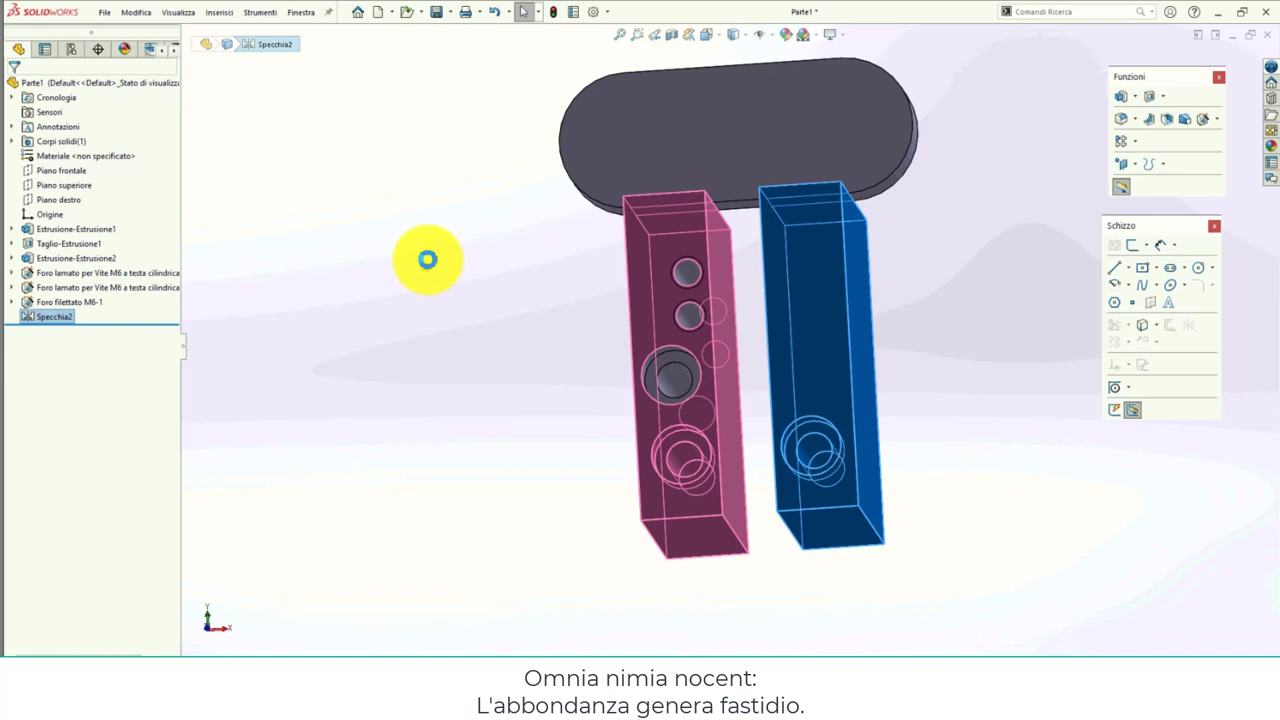 SOLIDWORKS
File
Modifica
Visualizza
Inserisci
Strumenti
Finestra
Parte1 *
Comandi Ricerca
Specchia2
Parte1 (Default<<Default>_Stato di visualizza
Cronologia
Sensori
Annotazioni
Corpi solidi(1)
Materiale <non specificato>
Piano frontale
Piano superiore
Piano destro
Origine
Estrusione-Estrusione1
Taglio-Estrusione1
Estrusione-Estrusione2
Foro lamato per Vite M6 a testa cilindrica
Foro lamato per Vite M6 a testa cilindrica
Foro filettato M6-1
Specchia2
Funzioni
Schizzo
Y
X
Omnia nimia nocent:
L'abbondanza genera fastidio.